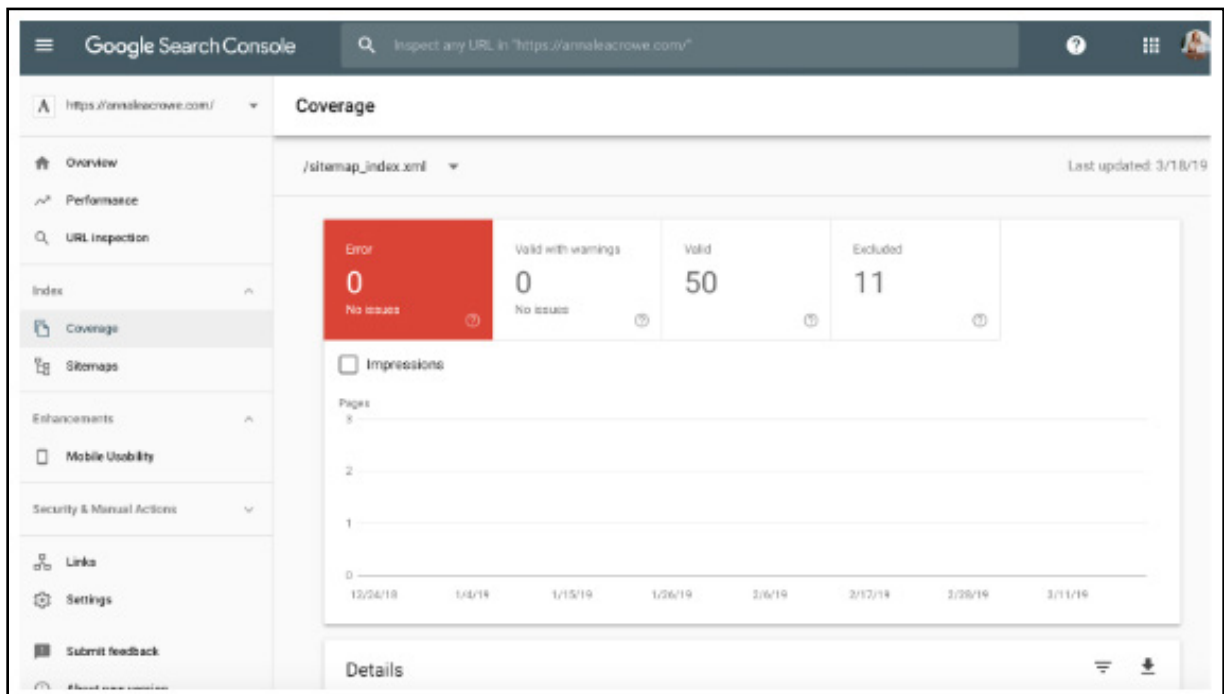 Google Search Console
Inspect any URL in "https://annaleacrowe.com/"
https://annaleacrowe.com/
Coverage
Overview
/sitemap_index.xml
Last updated: 3/18/19
Performance
URL inspection
Error
Valid with warnings
Valid
Excluded
0
0
50
11
No issues
No issues
Index
Coverage
Impressions
Sitemaps
Pages
3
Enhancements
Mobile Usability
2
Security & Manual Actions
1
Links
0
12/24/18 1/4/19 1/15/19 1/26/19 2/6/19 2/17/19 2/28/19 3/11/19
Settings
Submit feedback
Details
About new version